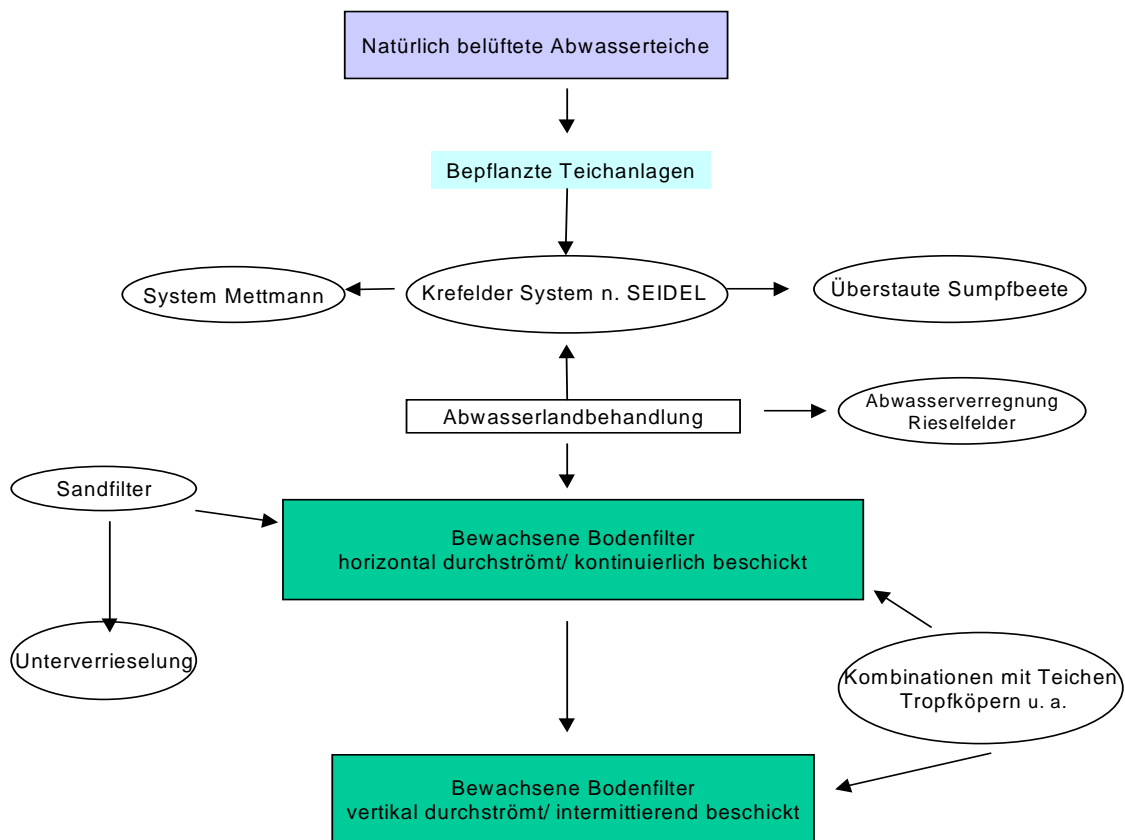 Natürlich belüftete Abwasserteiche
Bepflanzte Teichanlagen
System Mettmann
Krefelder System n. SEIDEL
Überstaute Sumpfbeete
Abwasserlandbehandlung
Abwasserverregnung
Rieselfelder
Sandfilter
Bewachsene Bodenfilter
horizontal durchströmt/ kontinuierlich beschickt
Unterverrieselung
Kombinationen mit Teichen
Tropfköpern u. a.
Bewachsene Bodenfilter
vertikal durchströmt/ intermittierend beschickt